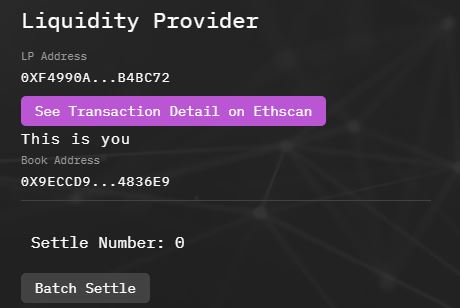 Liquidity Provider
LP Address
0XF4990A...B4BC72
See Transaction Detail on Ethscan
This is you
Book Address
0X9ECCD9...4836E9
Settle Number: 0
Batch Settle